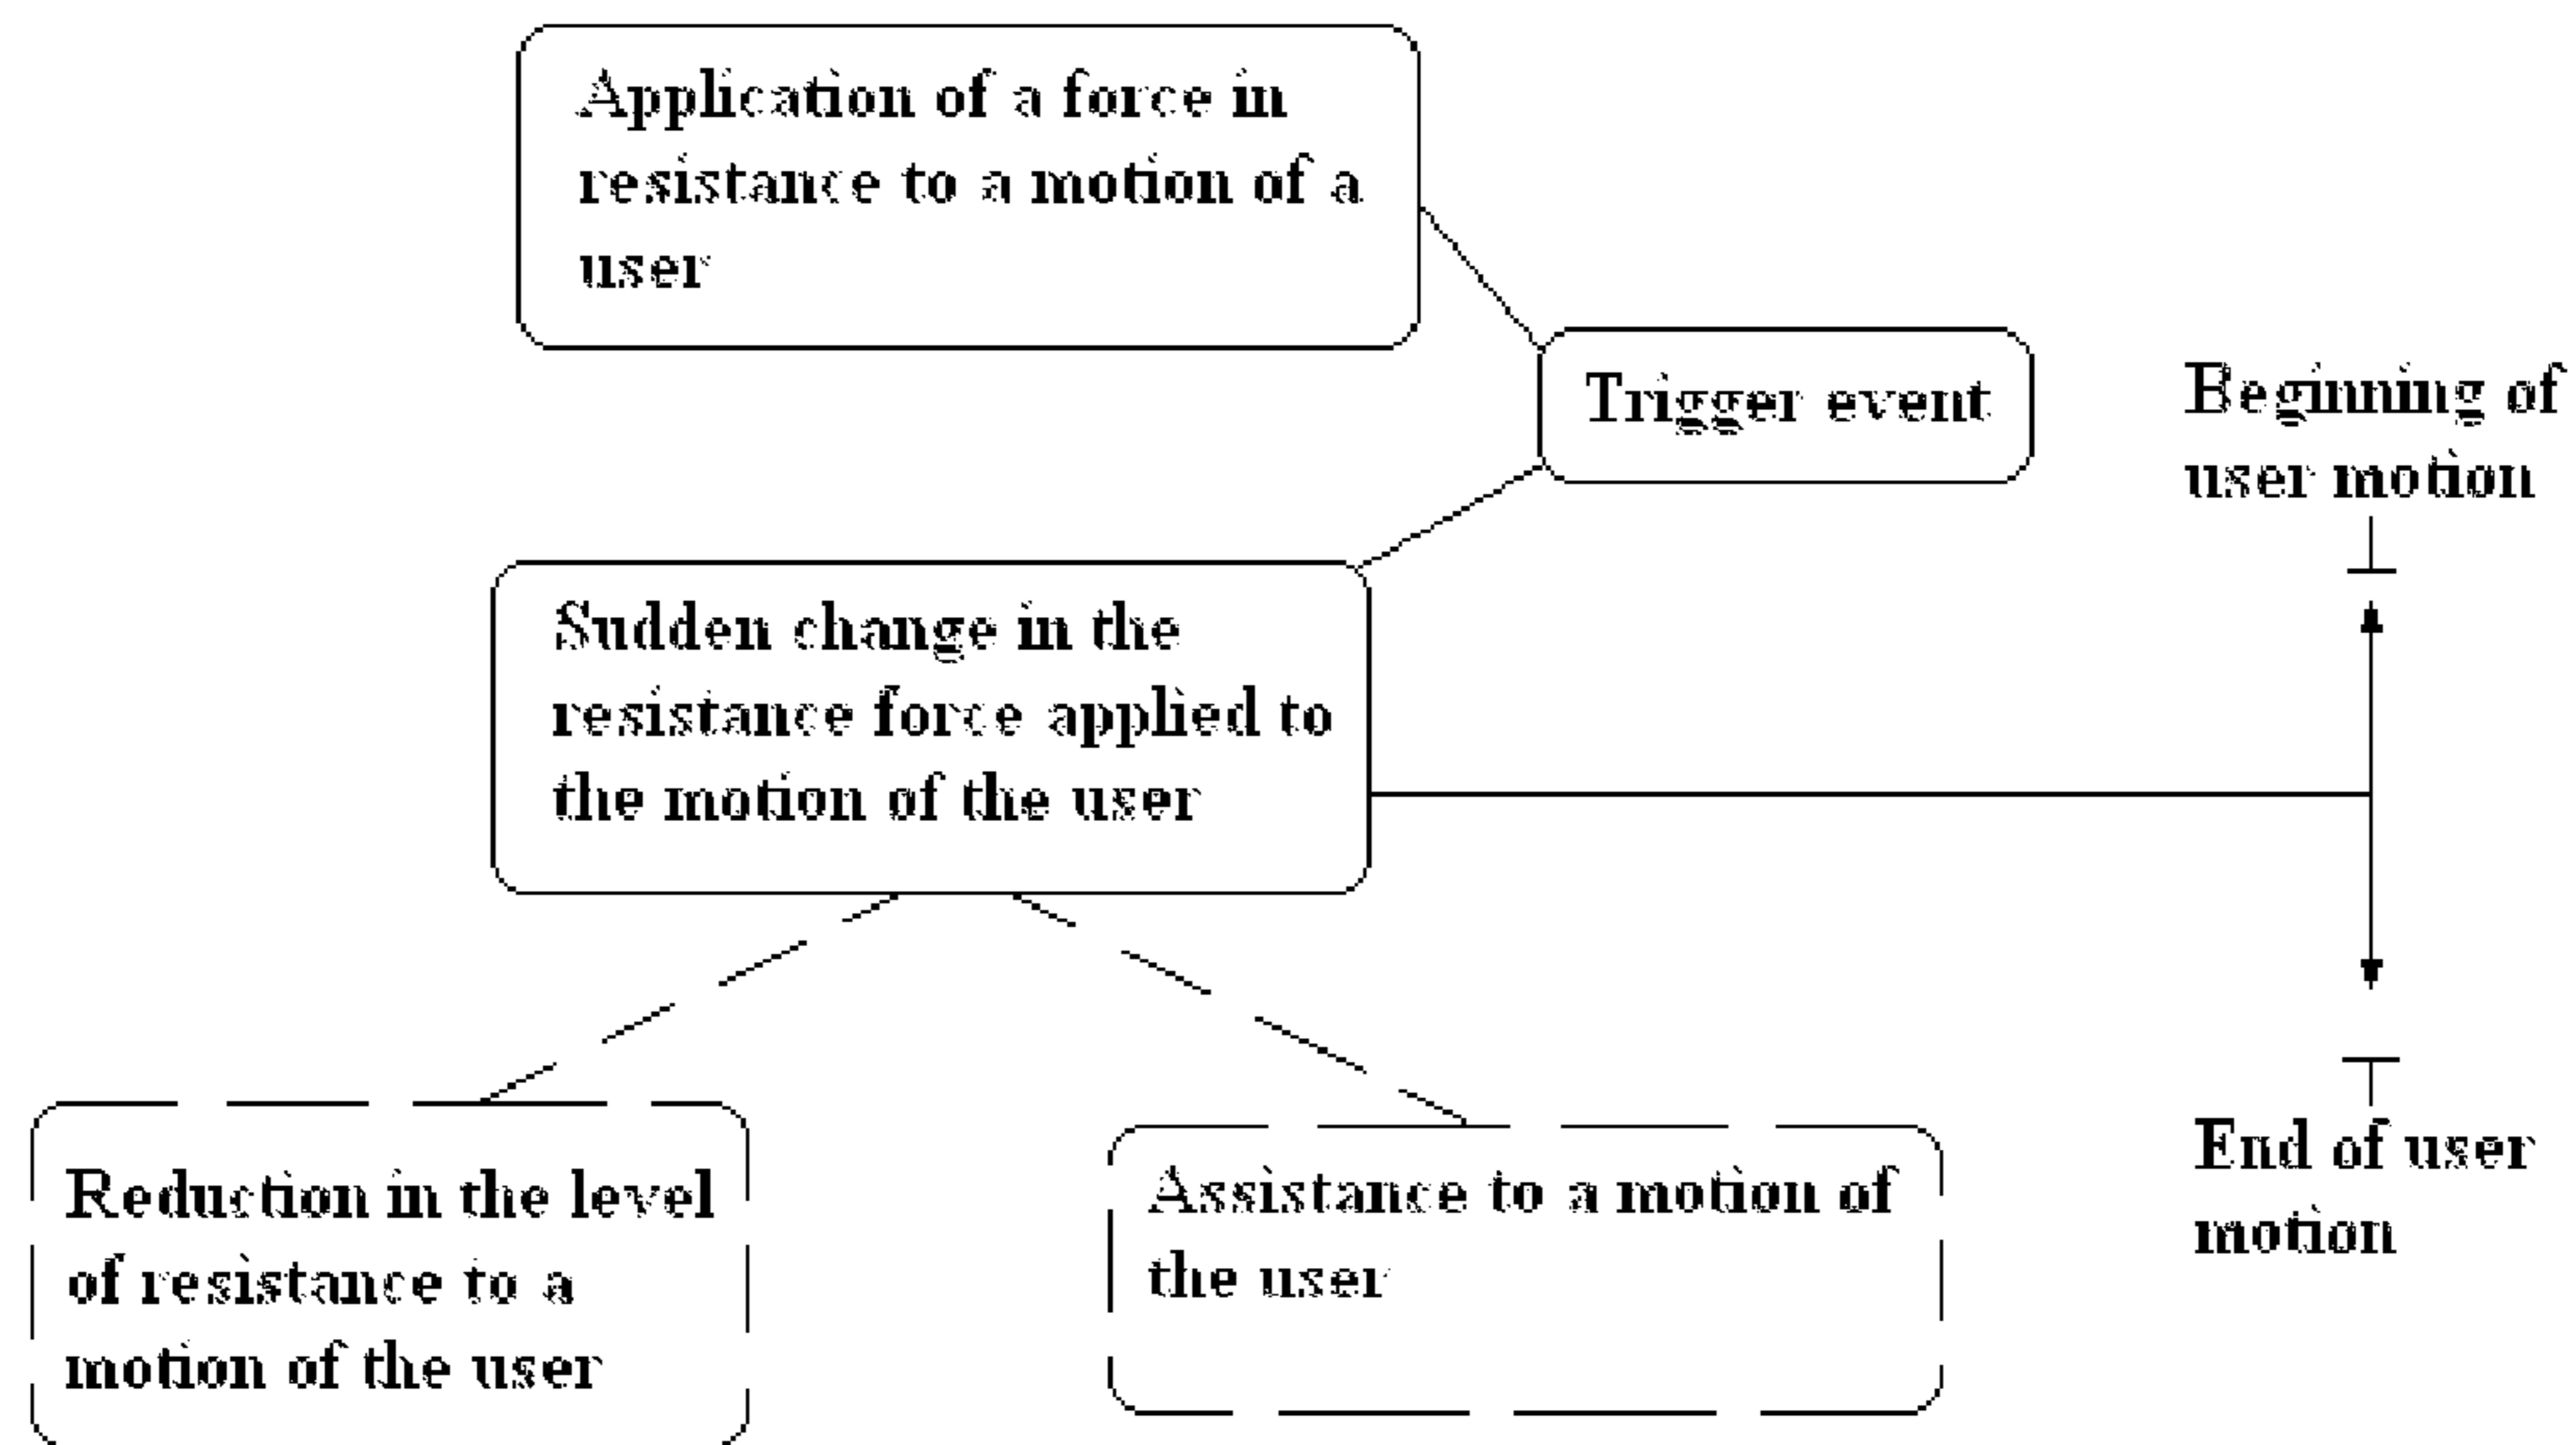 Application of a force in
resistance to a motion of a
user
Trigger event
Beginning of
user motion
Sudden change in the
resistance force applied to
the motion of the user
Reduction in the level
of resistance to a
motion of the user
Assistance to a motion of
the user
End of user
motion